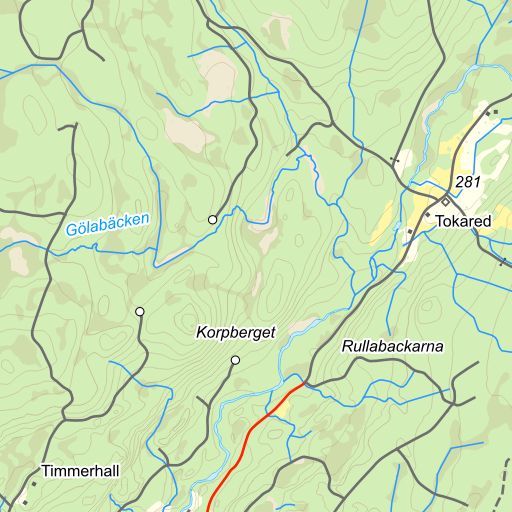 281
Tokared
Gölabäcken
Korpberget
Rullabackarna
Timmerhall